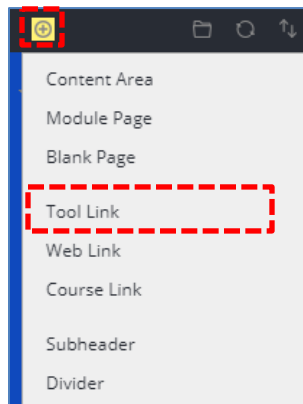 Content Area
Module Page
Blank Page
Tool Link
Web Link
Course Link
Subheader
Divider